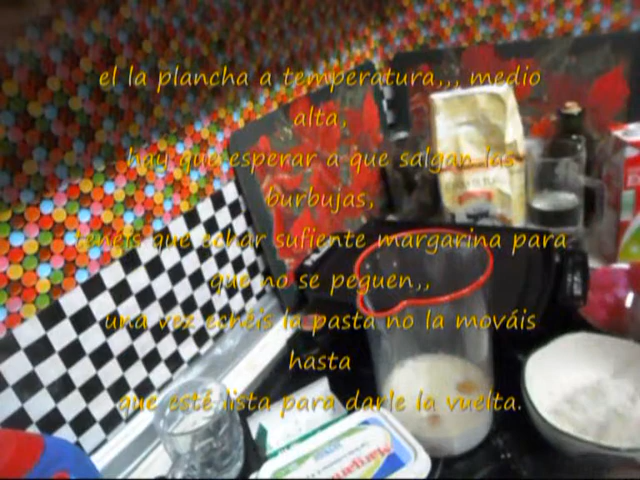 el la plancha a temperatura,,, medio
alta,
hay que esperar a que salgan las
burbujas,
tenéis que echar sufiente margarina para
que no se peguen,,
una vez echéis la pasta no la mováis
hasta
que esté lista para darle la vuelta.
Margarina